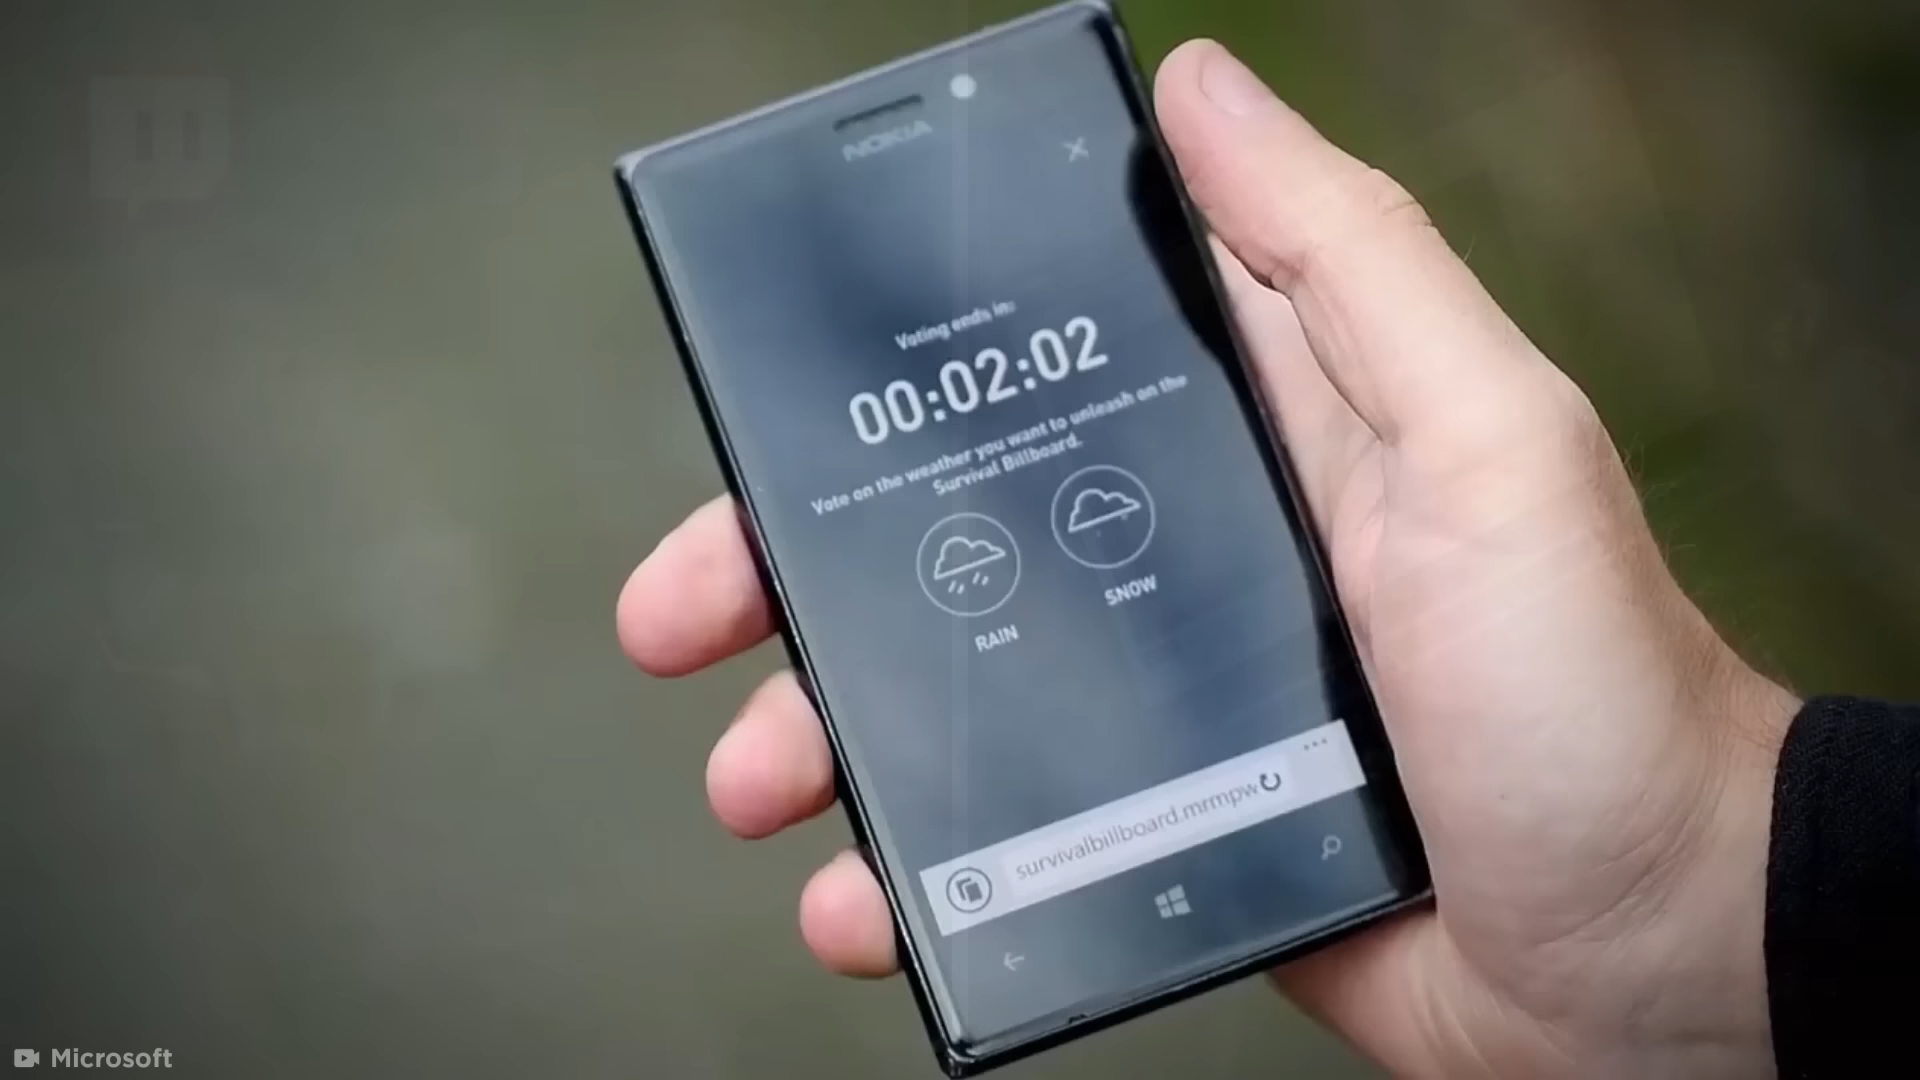 NOKIA
Voting ends in:
00:02:02
Vote on the weather you want to unleash on the
Survival Billboard.
RAIN
SNOW
survivalbillboard.mrmpw
Microsoft